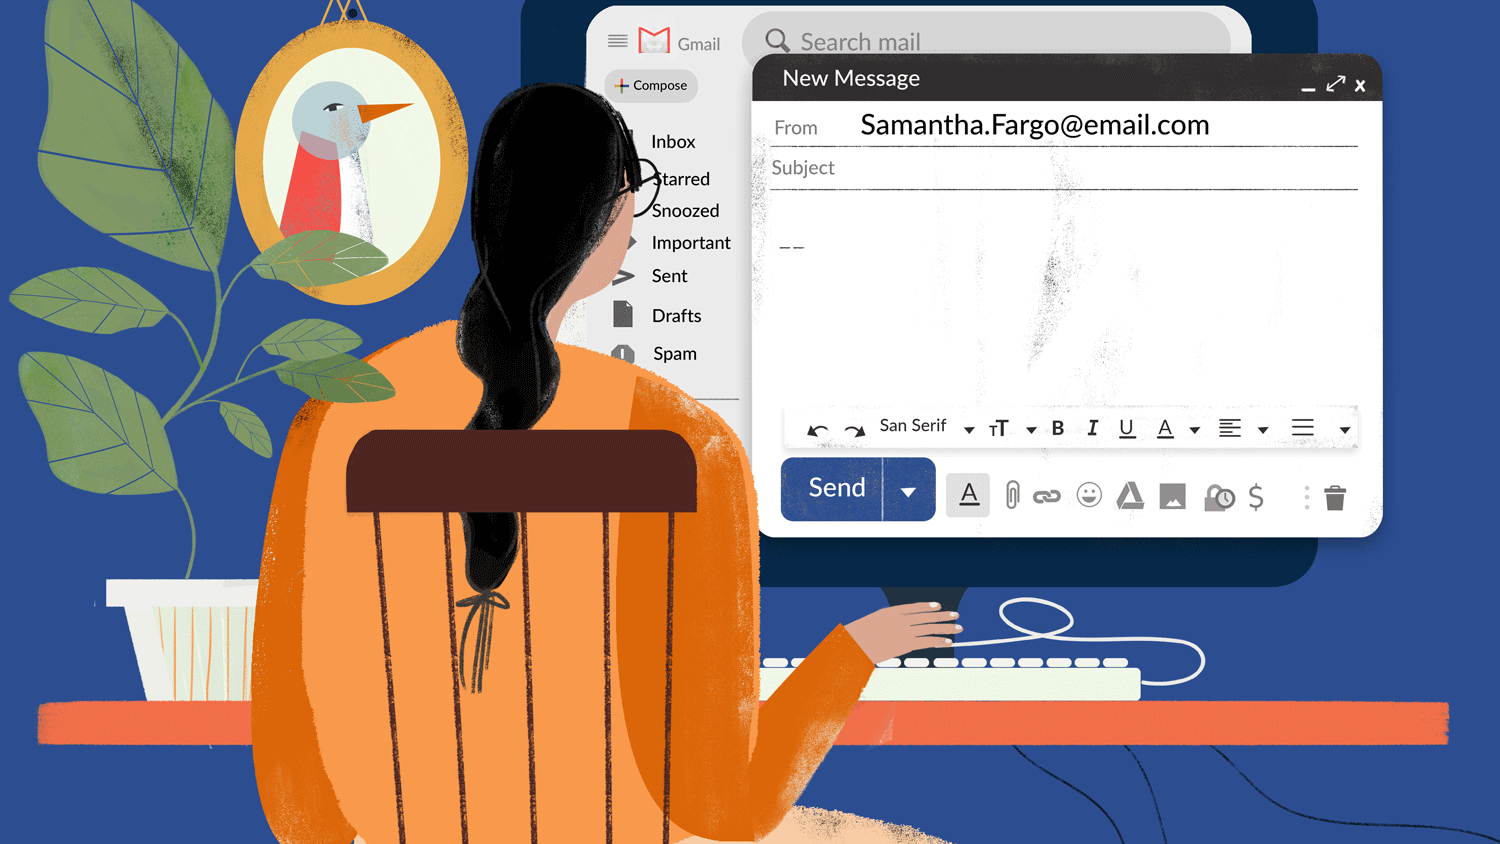 Gmail
Search mail
Compose
Inbox
Starred
Snoozed
Important
Sent
Drafts
Spam
New Message
From Samantha.Fargo@email.com
Subject
San Serif
B I U A
Send
A
$